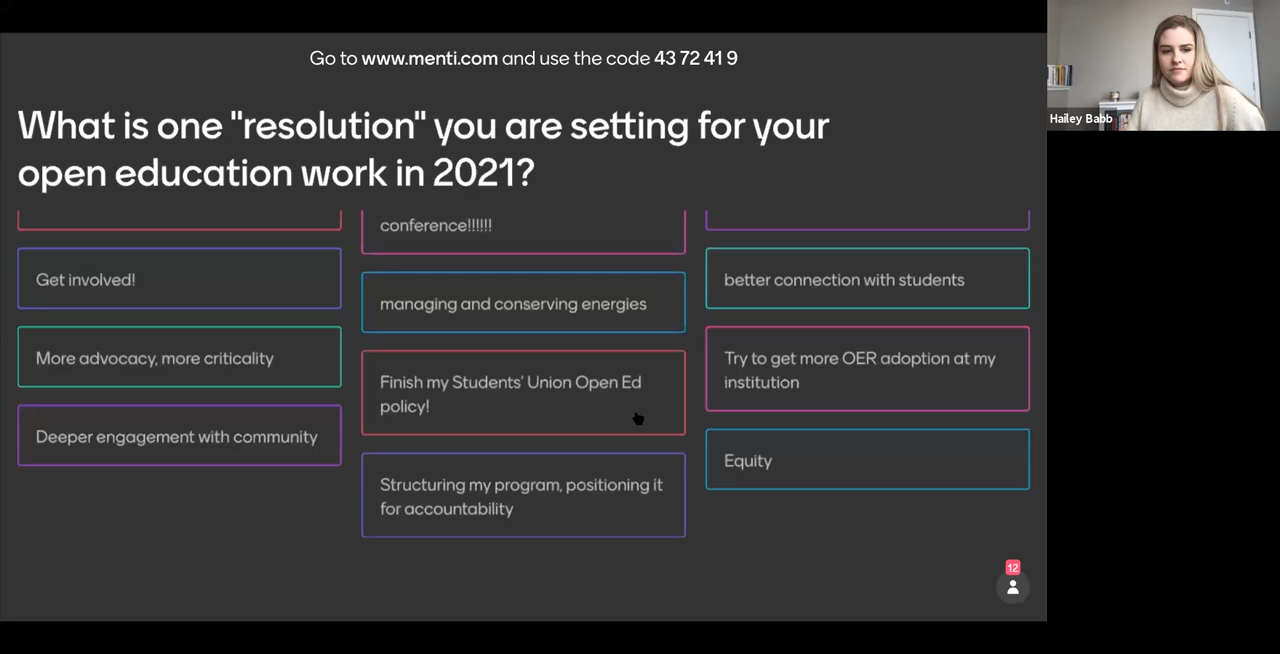 Go to www.menti.com and use the code 43 72 41 9
What is one "resolution" you are setting for your
open education work in 2021?
conference!!!!!!
Get involved!
managing and conserving energies
better connection with students
More advocacy, more criticality
Finish my Students' Union Open Ed
policy!
Try to get more OER adoption at my
institution
Deeper engagement with community
Structuring my program, positioning it
for accountability
Equity
12
Hailey Babb